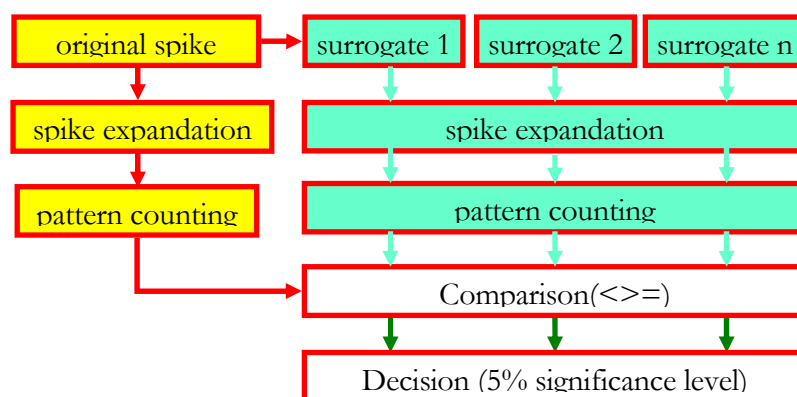 original spike
surrogate 1
surrogate 2
surrogate n
spike expandation
spike expandation
pattern counting
pattern counting
Comparison(<>=)
Decision (5% significance level)